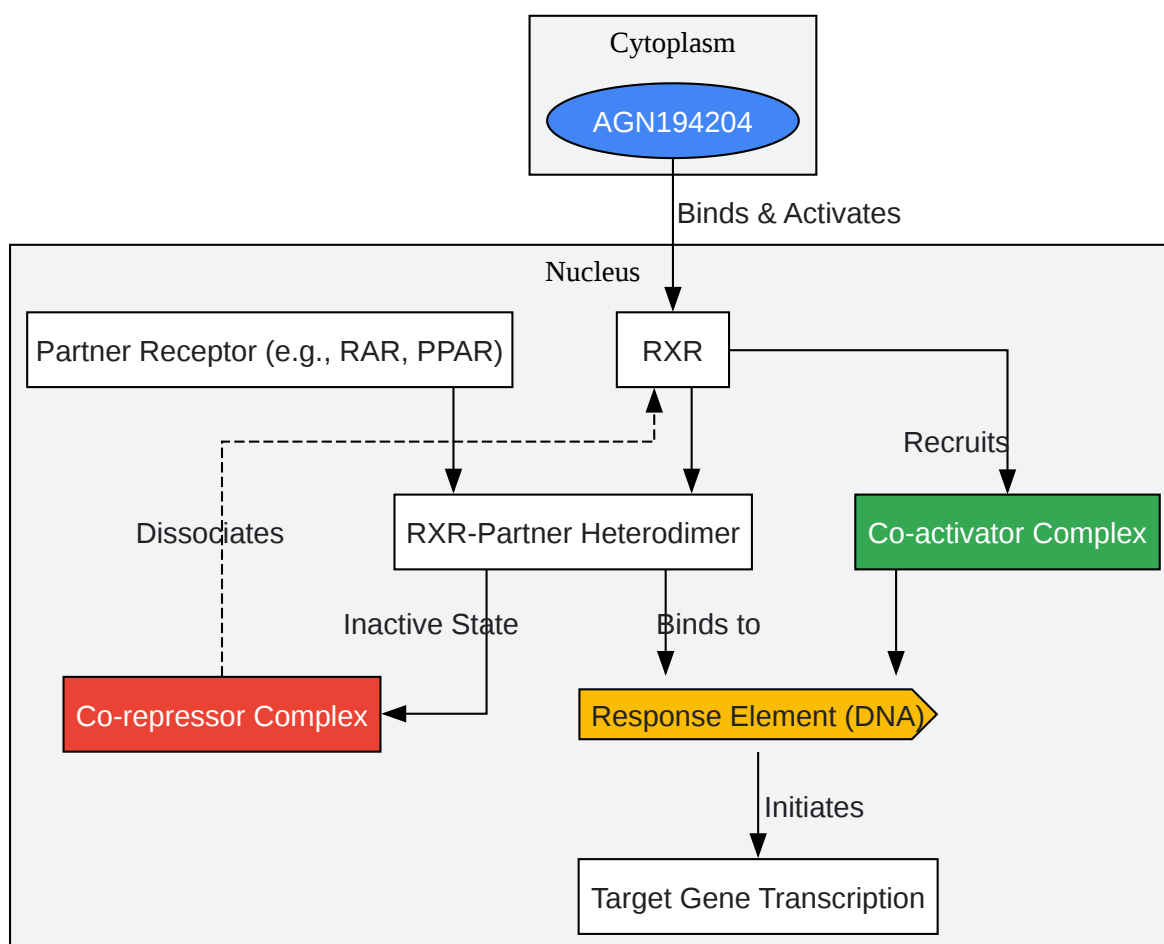 Cytoplasm
AGN194204
Binds & Activates
Nucleus
Partner Receptor (e.g., RAR, PPAR)
RXR
Recruits
Dissociates
RXR-Partner Heterodimer
Co-activator Complex
Inactive State
Binds to
Co-repressor Complex
Response Element (DNA)
Initiates
Target Gene Transcription